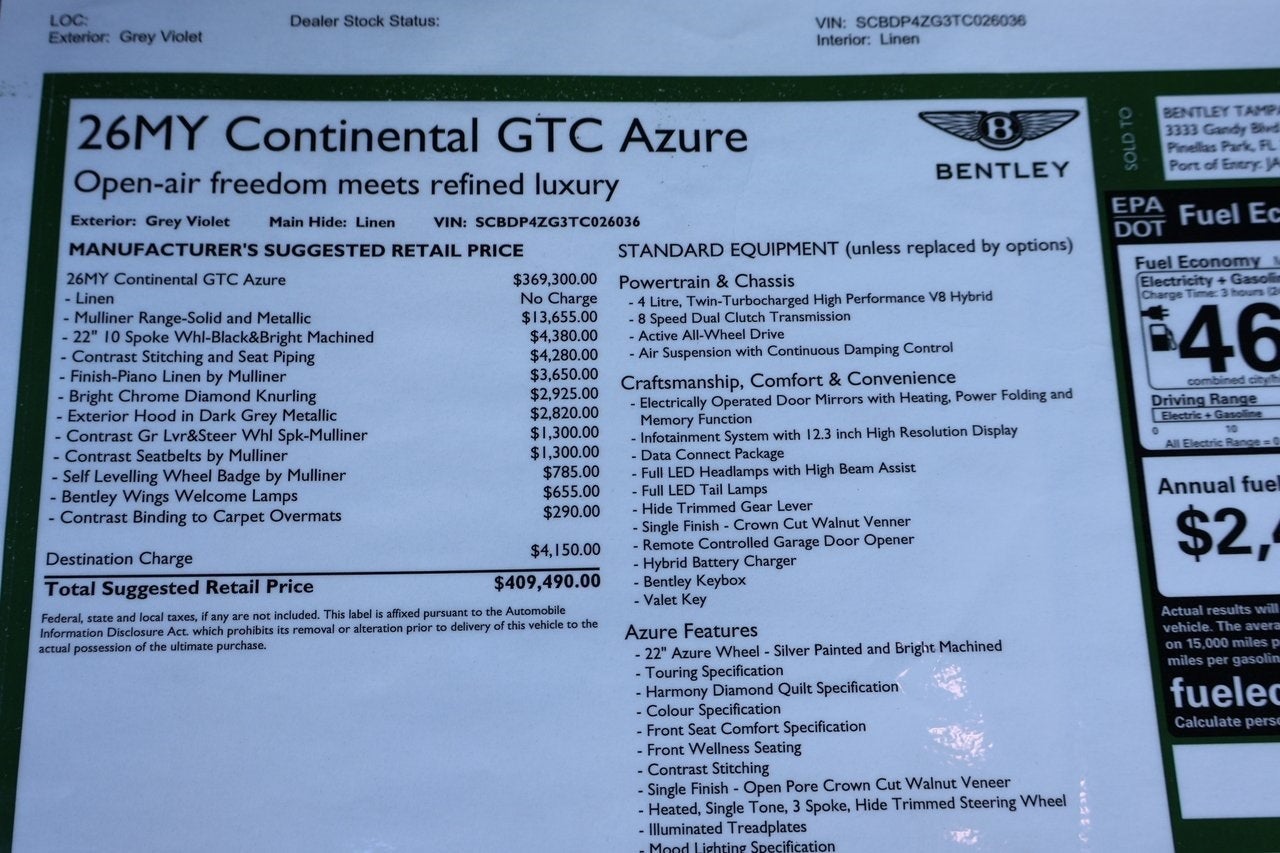 LOC:
Dealer Stock Status:
VIN: SCBDP4ZG3TC026036
Exterior: Grey Violet
Interior: Linen
26MY Continental GTC Azure
Open-air freedom meets refined luxury
B
BENTLEY
Exterior: Grey Violet Main Hide: Linen VIN: SCBDP4ZG3TC026036
MANUFACTURER'S SUGGESTED RETAIL PRICE
26MY Continental GTC Azure $369,300.00
- Linen No Charge
- Mulliner Range-Solid and Metallic $13,655.00
- 22" 10 Spoke Whl-Black&Bright Machined $4,380.00
- Contrast Stitching and Seat Piping $4,280.00
- Finish-Piano Linen by Mulliner $3,650.00
- Bright Chrome Diamond Knurling $2,925.00
- Exterior Hood in Dark Grey Metallic $2,820.00
- Contrast Gr Lvr&Steer Whl Spk-Mulliner $1,300.00
- Contrast Seatbelts by Mulliner $1,300.00
- Self Levelling Wheel Badge by Mulliner $785.00
- Bentley Wings Welcome Lamps $655.00
- Contrast Binding to Carpet Overmats $290.00
Destination Charge $4,150.00
Total Suggested Retail Price $409,490.00
Federal, state and local taxes, if any are not included. This label is affixed pursuant to the Automobile
Information Disclosure Act. which prohibits its removal or alteration prior to delivery of this vehicle to the
actual possession of the ultimate purchase.
STANDARD EQUIPMENT (unless replaced by options)
Powertrain & Chassis
- 4 Litre, Twin-Turbocharged High Performance V8 Hybrid
- 8 Speed Dual Clutch Transmission
- Active All-Wheel Drive
- Air Suspension with Continuous Damping Control
Craftsmanship, Comfort & Convenience
- Electrically Operated Door Mirrors with Heating, Power Folding and
Memory Function
- Infotainment System with 12.3 inch High Resolution Display
- Data Connect Package
- Full LED Headlamps with High Beam Assist
- Full LED Tail Lamps
- Hide Trimmed Gear Lever
- Single Finish - Crown Cut Walnut Venner
- Remote Controlled Garage Door Opener
- Hybrid Battery Charger
- Bentley Keybox
- Valet Key
Azure Features
- 22" Azure Wheel - Silver Painted and Bright Machined
- Touring Specification
- Harmony Diamond Quilt Specification
- Colour Specification
- Front Seat Comfort Specification
- Front Wellness Seating
- Contrast Stitching
- Single Finish - Open Pore Crown Cut Walnut Veneer
- Heated, Single Tone, 3 Spoke, Hide Trimmed Steering Wheel
- Illuminated Treadplates
- Mood Lighting Specification
SOLD TO
BENTLEY TAMP
3333 Gandy Blvd
Pinellas Park, FL
Port of Entry: JA
EPA
DOT
Fuel Ec
Fuel Economy
Electricity + Gasoli
Charge Time: 3 hours (2
46
combined city/h
Driving Range
Electric + Gasoline
0 10
All Electric Range = 0
Annual fuel
$2,
Actual results will
vehicle. The avera
on 15,000 miles p
miles per gasolin
fuelec
Calculate pers